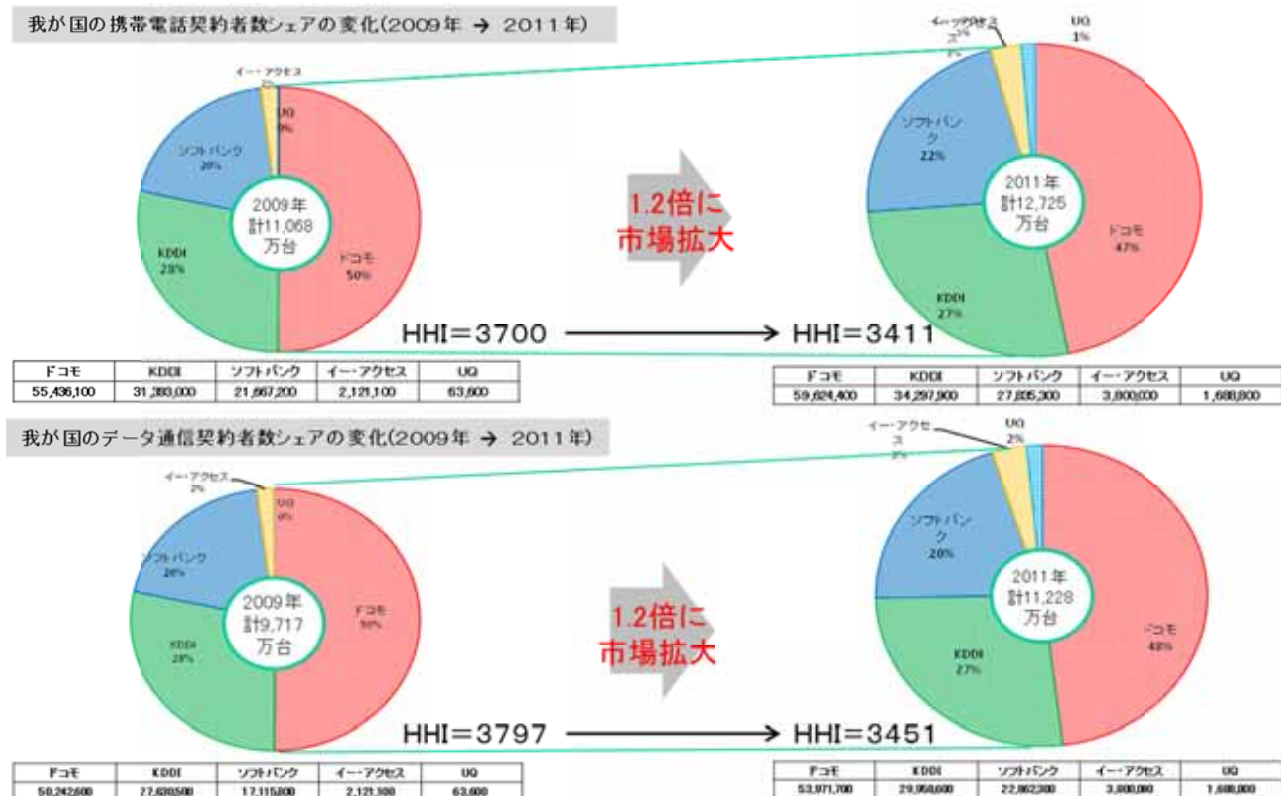 我が国の携帯電話契約者数シェアの変化(2009年 → 2011年)
イー・アクセス
UQ
0%
ソフトバンク
20%
KDDI
28%
ドコモ
50%
2009年
計11,068
万台
1.2倍に
市場拡大
UQ
1%
ソフトバン
ク
22%
KDDI
27%
ドコモ
47%
2011年
計12,725
万台
HHI=3700
HHI=3411
ドコモ KDDI ソフトバンク イー・アクセス UQ
55,436,100 31,393,000 21,667,200 2,121,100 63,600
ドコモ KDDI ソフトバンク イー・アクセス UQ
59,624,400 34,297,900 27,835,300 3,800,000 1,688,800
我が国のデータ通信契約者数シェアの変化(2009年 → 2011年)
イー・アクセス
2%
UQ
0%
ソフトバンク
KDDI
28%
ドコモ
50%
2009年
計9,717
万台
1.2倍に
市場拡大
イー・アクセ
ス
UQ
2%
ソフトバン
ク
20%
KDDI
27%
ドコモ
48%
2011年
計11,228
万台
HHI=3797
HHI=3451
ドコモ KDDI ソフトバンク イー・アクセス UQ
50,242,600 27,630,500 17,115,800 63,600
ドコモ KDDI ソフトバンク イー・アクセス UQ
53,971,700 22,862,300